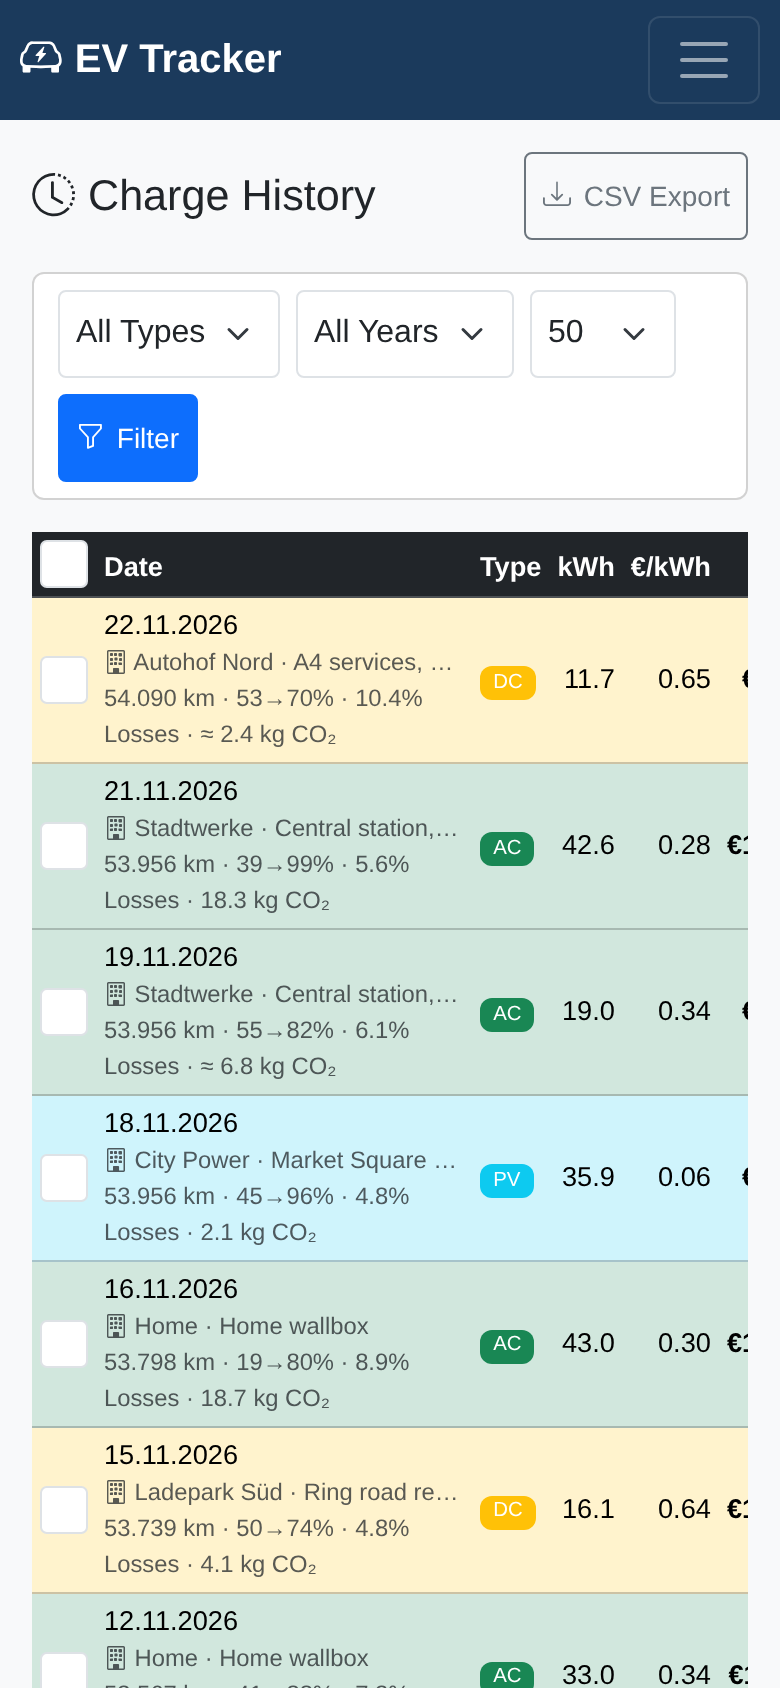 EV Tracker
Charge History
CSV Export
All Types All Years 50
Filter
Date Type kWh €/kWh
22.11.2026
Autohof Nord · A4 services, …
54.090 km · 53→70% · 10.4%
Losses · ≈ 2.4 kg CO₂
DC 11.7 0.65 €
21.11.2026
Stadtwerke · Central station,…
53.956 km · 39→99% · 5.6%
Losses · 18.3 kg CO₂
AC 42.6 0.28 €1
19.11.2026
Stadtwerke · Central station,…
53.956 km · 55→82% · 6.1%
Losses · ≈ 6.8 kg CO₂
AC 19.0 0.34 €
18.11.2026
City Power · Market Square …
53.956 km · 45→96% · 4.8%
Losses · 2.1 kg CO₂
PV 35.9 0.06 €
16.11.2026
Home · Home wallbox
53.798 km · 19→80% · 8.9%
Losses · 18.7 kg CO₂
AC 43.0 0.30 €1
15.11.2026
Ladepark Süd · Ring road re…
53.739 km · 50→74% · 4.8%
Losses · 4.1 kg CO₂
DC 16.1 0.64 €1
12.11.2026
Home · Home wallbox
AC 33.0 0.34 €1